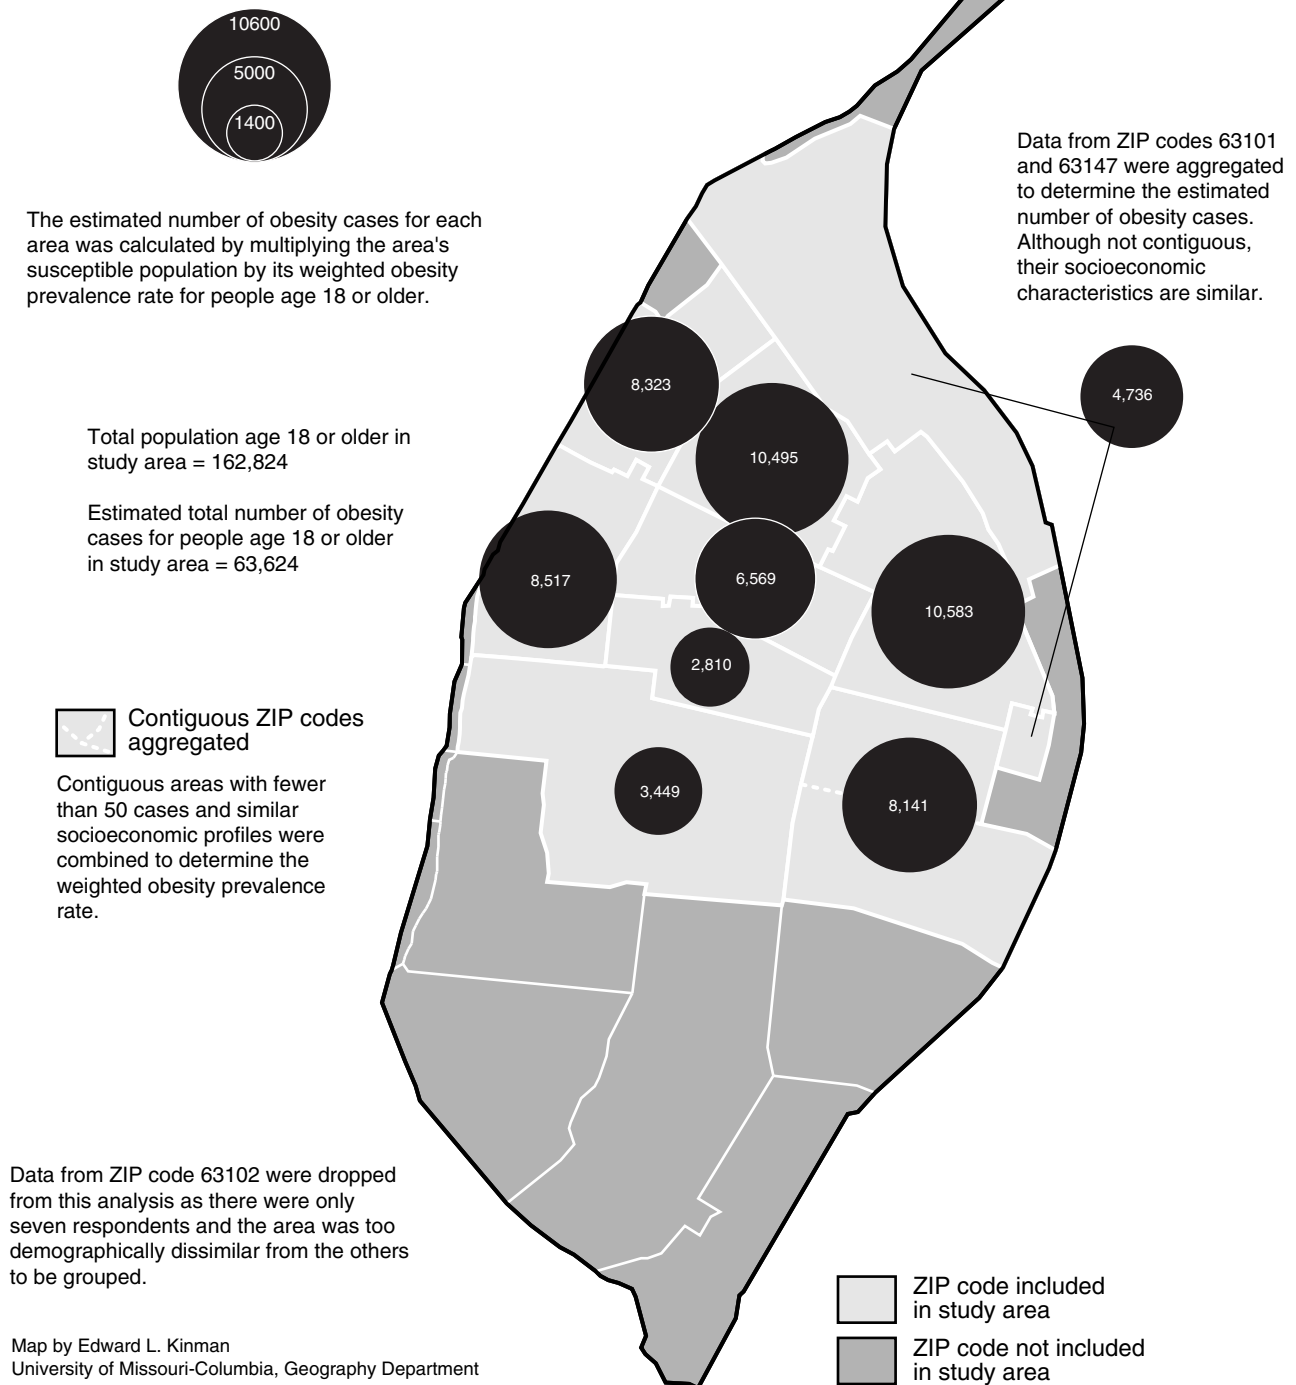 10600
5000
1400
The estimated number of obesity cases for each
area was calculated by multiplying the area's
susceptible population by its weighted obesity
prevalence rate for people age 18 or older.
Data from ZIP codes 63101
and 63147 were aggregated
to determine the estimated
number of obesity cases.
Although not contiguous,
their socioeconomic
characteristics are similar.
8,323
4,736
10,495
Total population age 18 or older in
study area = 162,824
Estimated total number of obesity
cases for people age 18 or older
in study area = 63,624
8,517
6,569
10,583
2,810
Contiguous ZIP codes
aggregated
Contiguous areas with fewer
than 50 cases and similar
socioeconomic profiles were
combined to determine the
weighted obesity prevalence
rate.
3,449
8,141
Data from ZIP code 63102 were dropped
from this analysis as there were only
seven respondents and the area was too
demographically dissimilar from the others
to be grouped.
Map by Edward L. Kinman
University of Missouri-Columbia, Geography Department
ZIP code included
in study area
ZIP code not included
in study area